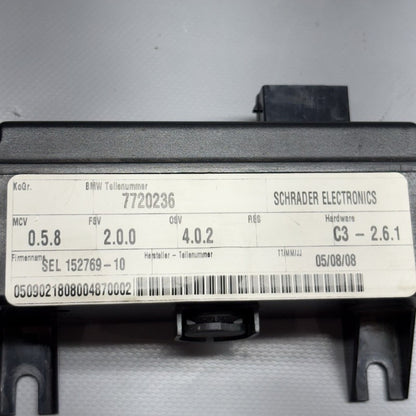 KoGr. BMW Teilenummer
7720236 SCHRADER ELECTRONICS
MCV FSV OSV RES Hardware
0.5.8 2.0.0 4.0.2 C3 - 2.6.1
Firmenname Hersteller - Teilenummer TT/MM/JJ
SEL 152769-10 05/08/08
0509021808004870002